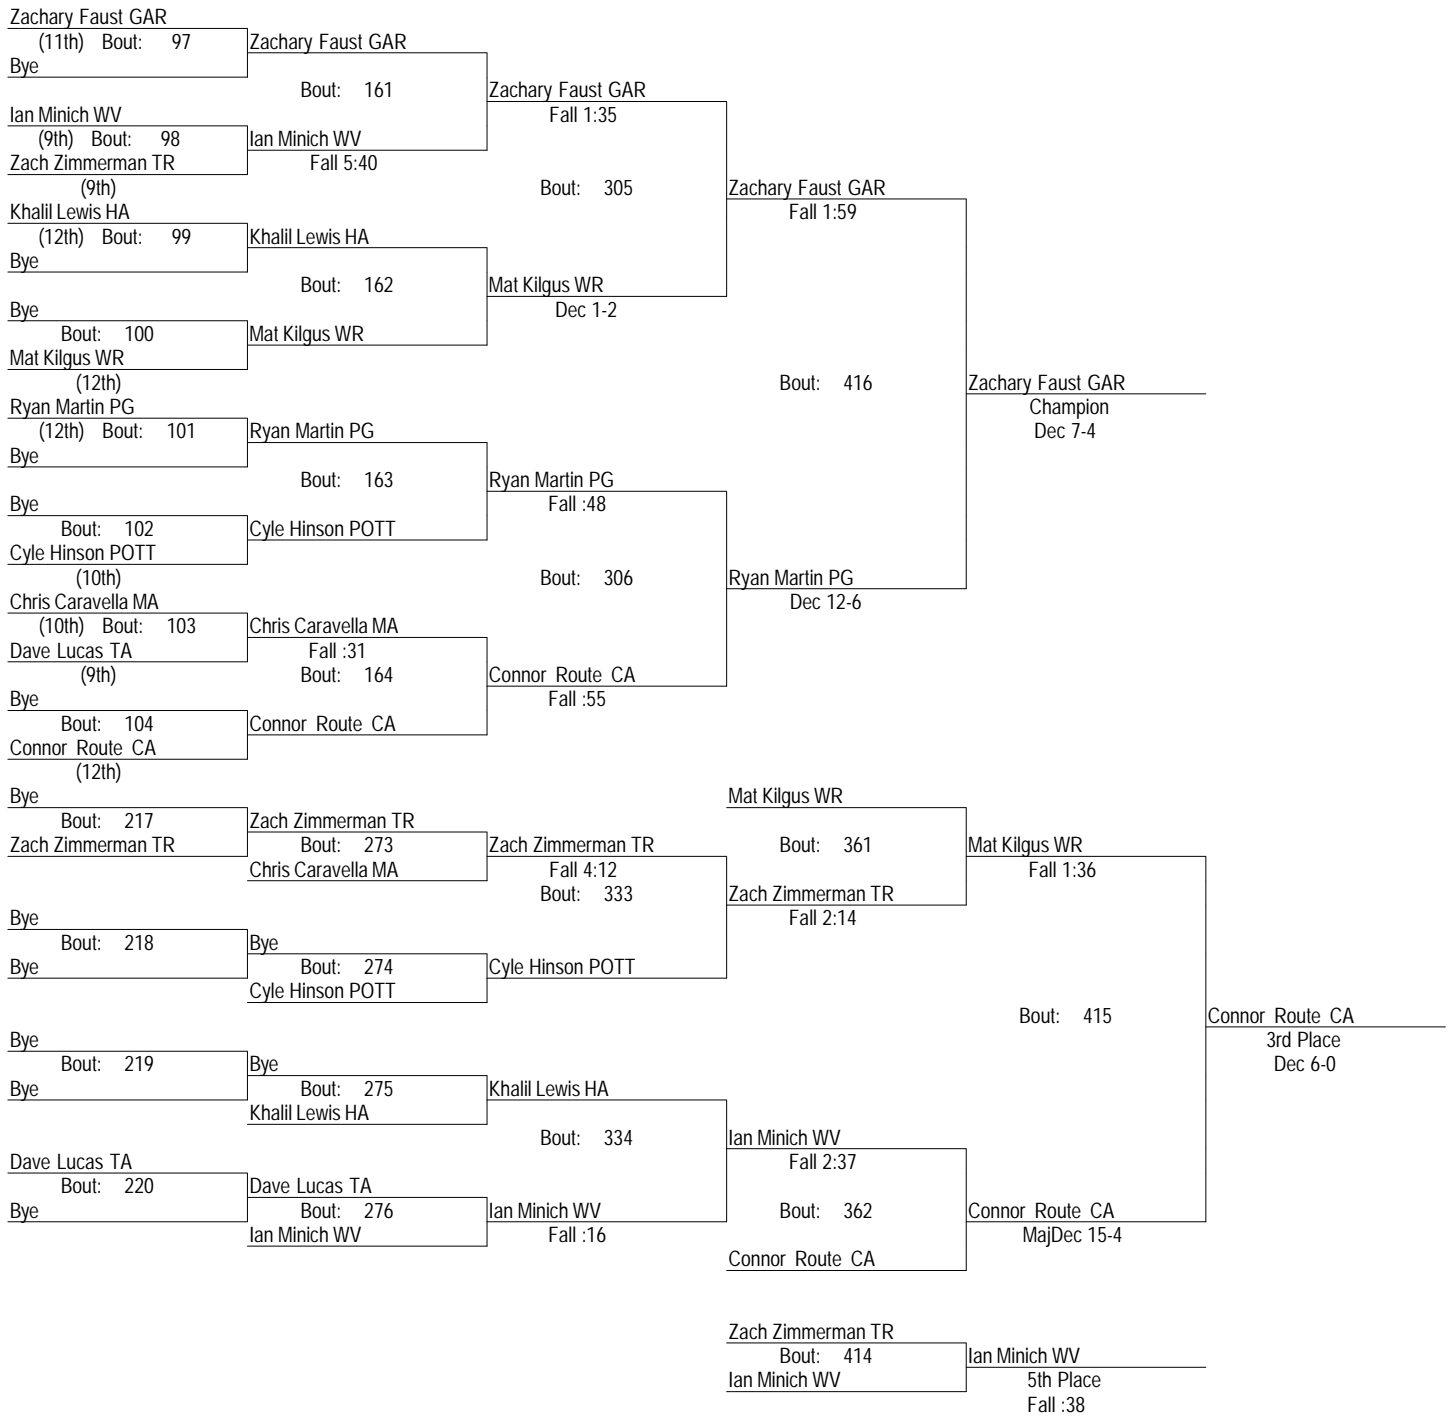 Zachary Faust GAR
(11th) Bout: 97
Bye
Zachary Faust GAR
Bout: 161
Zachary Faust GAR
Fall 1:35
Ian Minich WV
(9th) Bout: 98
Zach Zimmerman TR
(9th)
Ian Minich WV
Fall 5:40
Bout: 305
Zachary Faust GAR
Fall 1:59
Khalil Lewis HA
(12th) Bout: 99
Bye
Khalil Lewis HA
Bout: 162
Mat Kilgus WR
Dec 1-2
Bye
Bout: 100
Mat Kilgus WR
(12th)
Mat Kilgus WR
Bout: 416
Zachary Faust GAR
Champion
Dec 7-4
Ryan Martin PG
(12th) Bout: 101
Bye
Ryan Martin PG
Bout: 163
Ryan Martin PG
Fall :48
Bye
Bout: 102
Cyle Hinson POTT
(10th)
Cyle Hinson POTT
Bout: 306
Ryan Martin PG
Dec 12-6
Chris Caravella MA
(10th) Bout: 103
Dave Lucas TA
(9th)
Chris Caravella MA
Fall :31
Bout: 164
Connor Route CA
Fall :55
Bye
Bout: 104
Connor Route CA
(12th)
Connor Route CA
Bye
Bout: 217
Zach Zimmerman TR
Zach Zimmerman TR
Bout: 273
Chris Caravella MA
Zach Zimmerman TR
Fall 4:12
Bout: 333
Mat Kilgus WR
Bout: 361
Zach Zimmerman TR
Fall 2:14
Mat Kilgus WR
Fall 1:36
Bye
Bout: 218
Bye
Bye
Bout: 274
Cyle Hinson POTT
Cyle Hinson POTT
Bout: 415
Connor Route CA
3rd Place
Dec 6-0
Bye
Bout: 219
Bye
Bye
Bout: 275
Khalil Lewis HA
Khalil Lewis HA
Bout: 334
Ian Minich WV
Fall 2:37
Dave Lucas TA
Bout: 220
Bye
Dave Lucas TA
Bout: 276
Ian Minich WV
Ian Minich WV
Fall :16
Bout: 362
Connor Route CA
Connor Route CA
MajDec 15-4
Zach Zimmerman TR
Bout: 414
Ian Minich WV
Ian Minich WV
5th Place
Fall :38